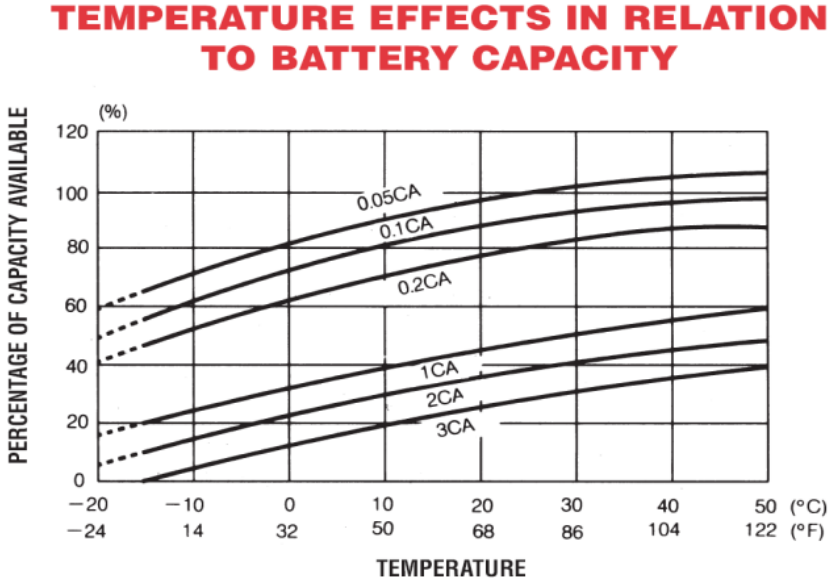 TEMPERATURE EFFECTS IN RELATION
TO BATTERY CAPACITY
PERCENTAGE OF CAPACITY AVAILABLE
(%)
120
100
80
60
40
20
0
0.05CA
0.1CA
0.2CA
1CA
2CA
3CA
−20 −10 0 10 20 30 40 50 (°C)
−24 14 32 50 68 86 104 122 (°F)
TEMPERATURE